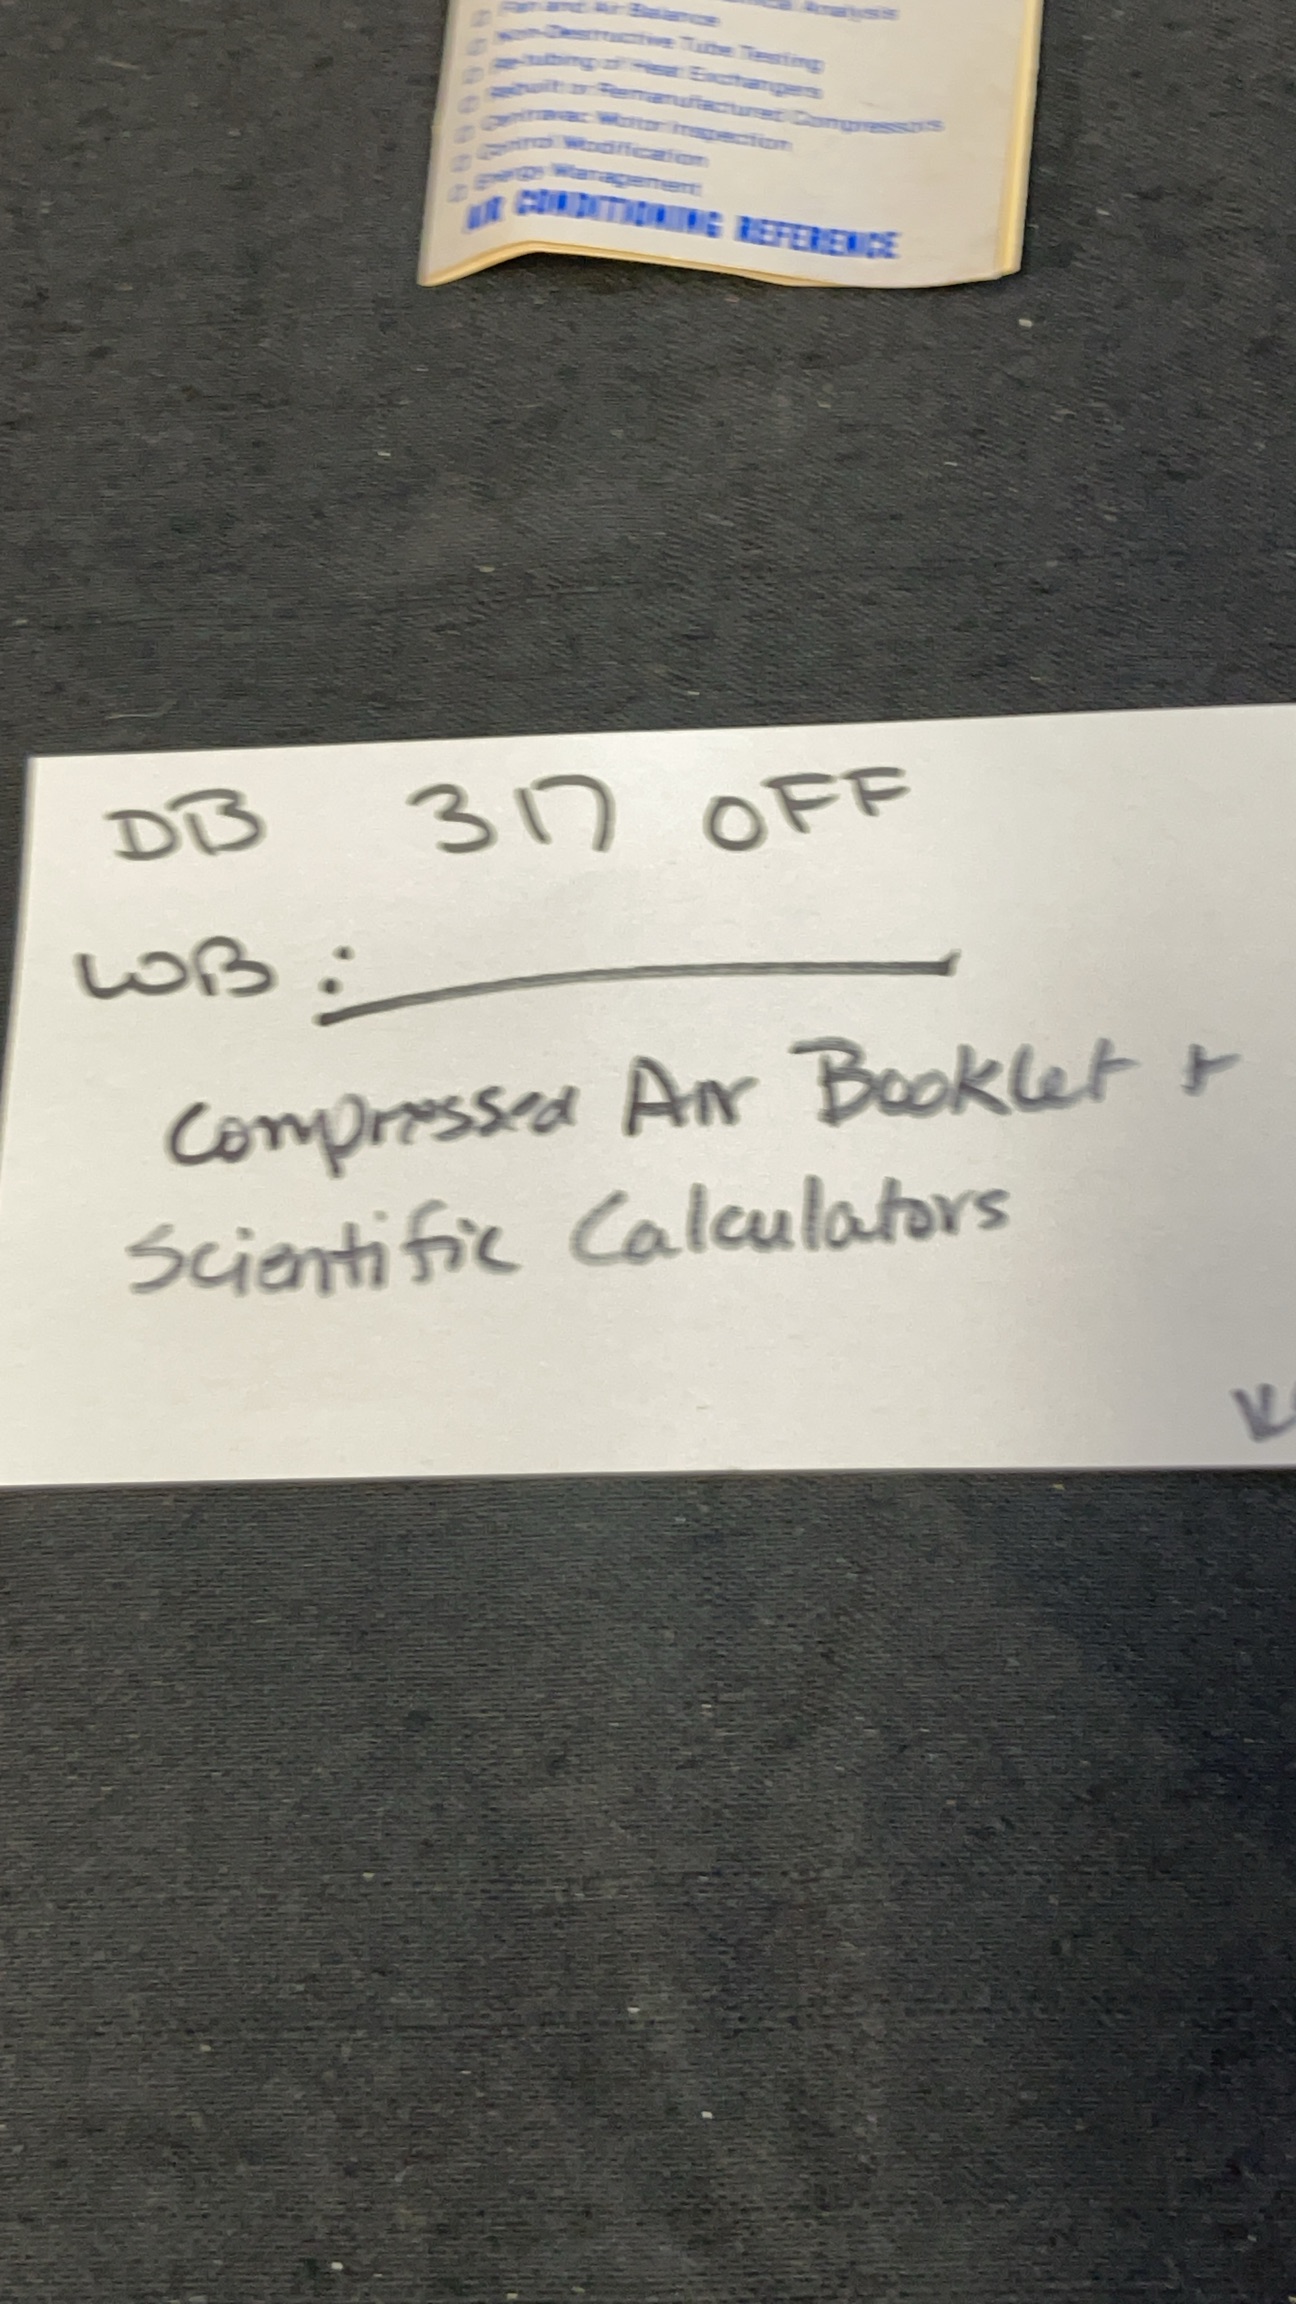 Analysis
Fan and Air Balance
Non-Destructive Tube Testing
Re-tubing of Heat Exchangers
Rebuilt or Remanufactured Compressors
Centravac Motor Inspection
Control Modification
Energy Management
AIR CONDITIONING REFERENCE
DB 317 OFF
WB :
Compressed Air Booklet +
Scientific Calculators